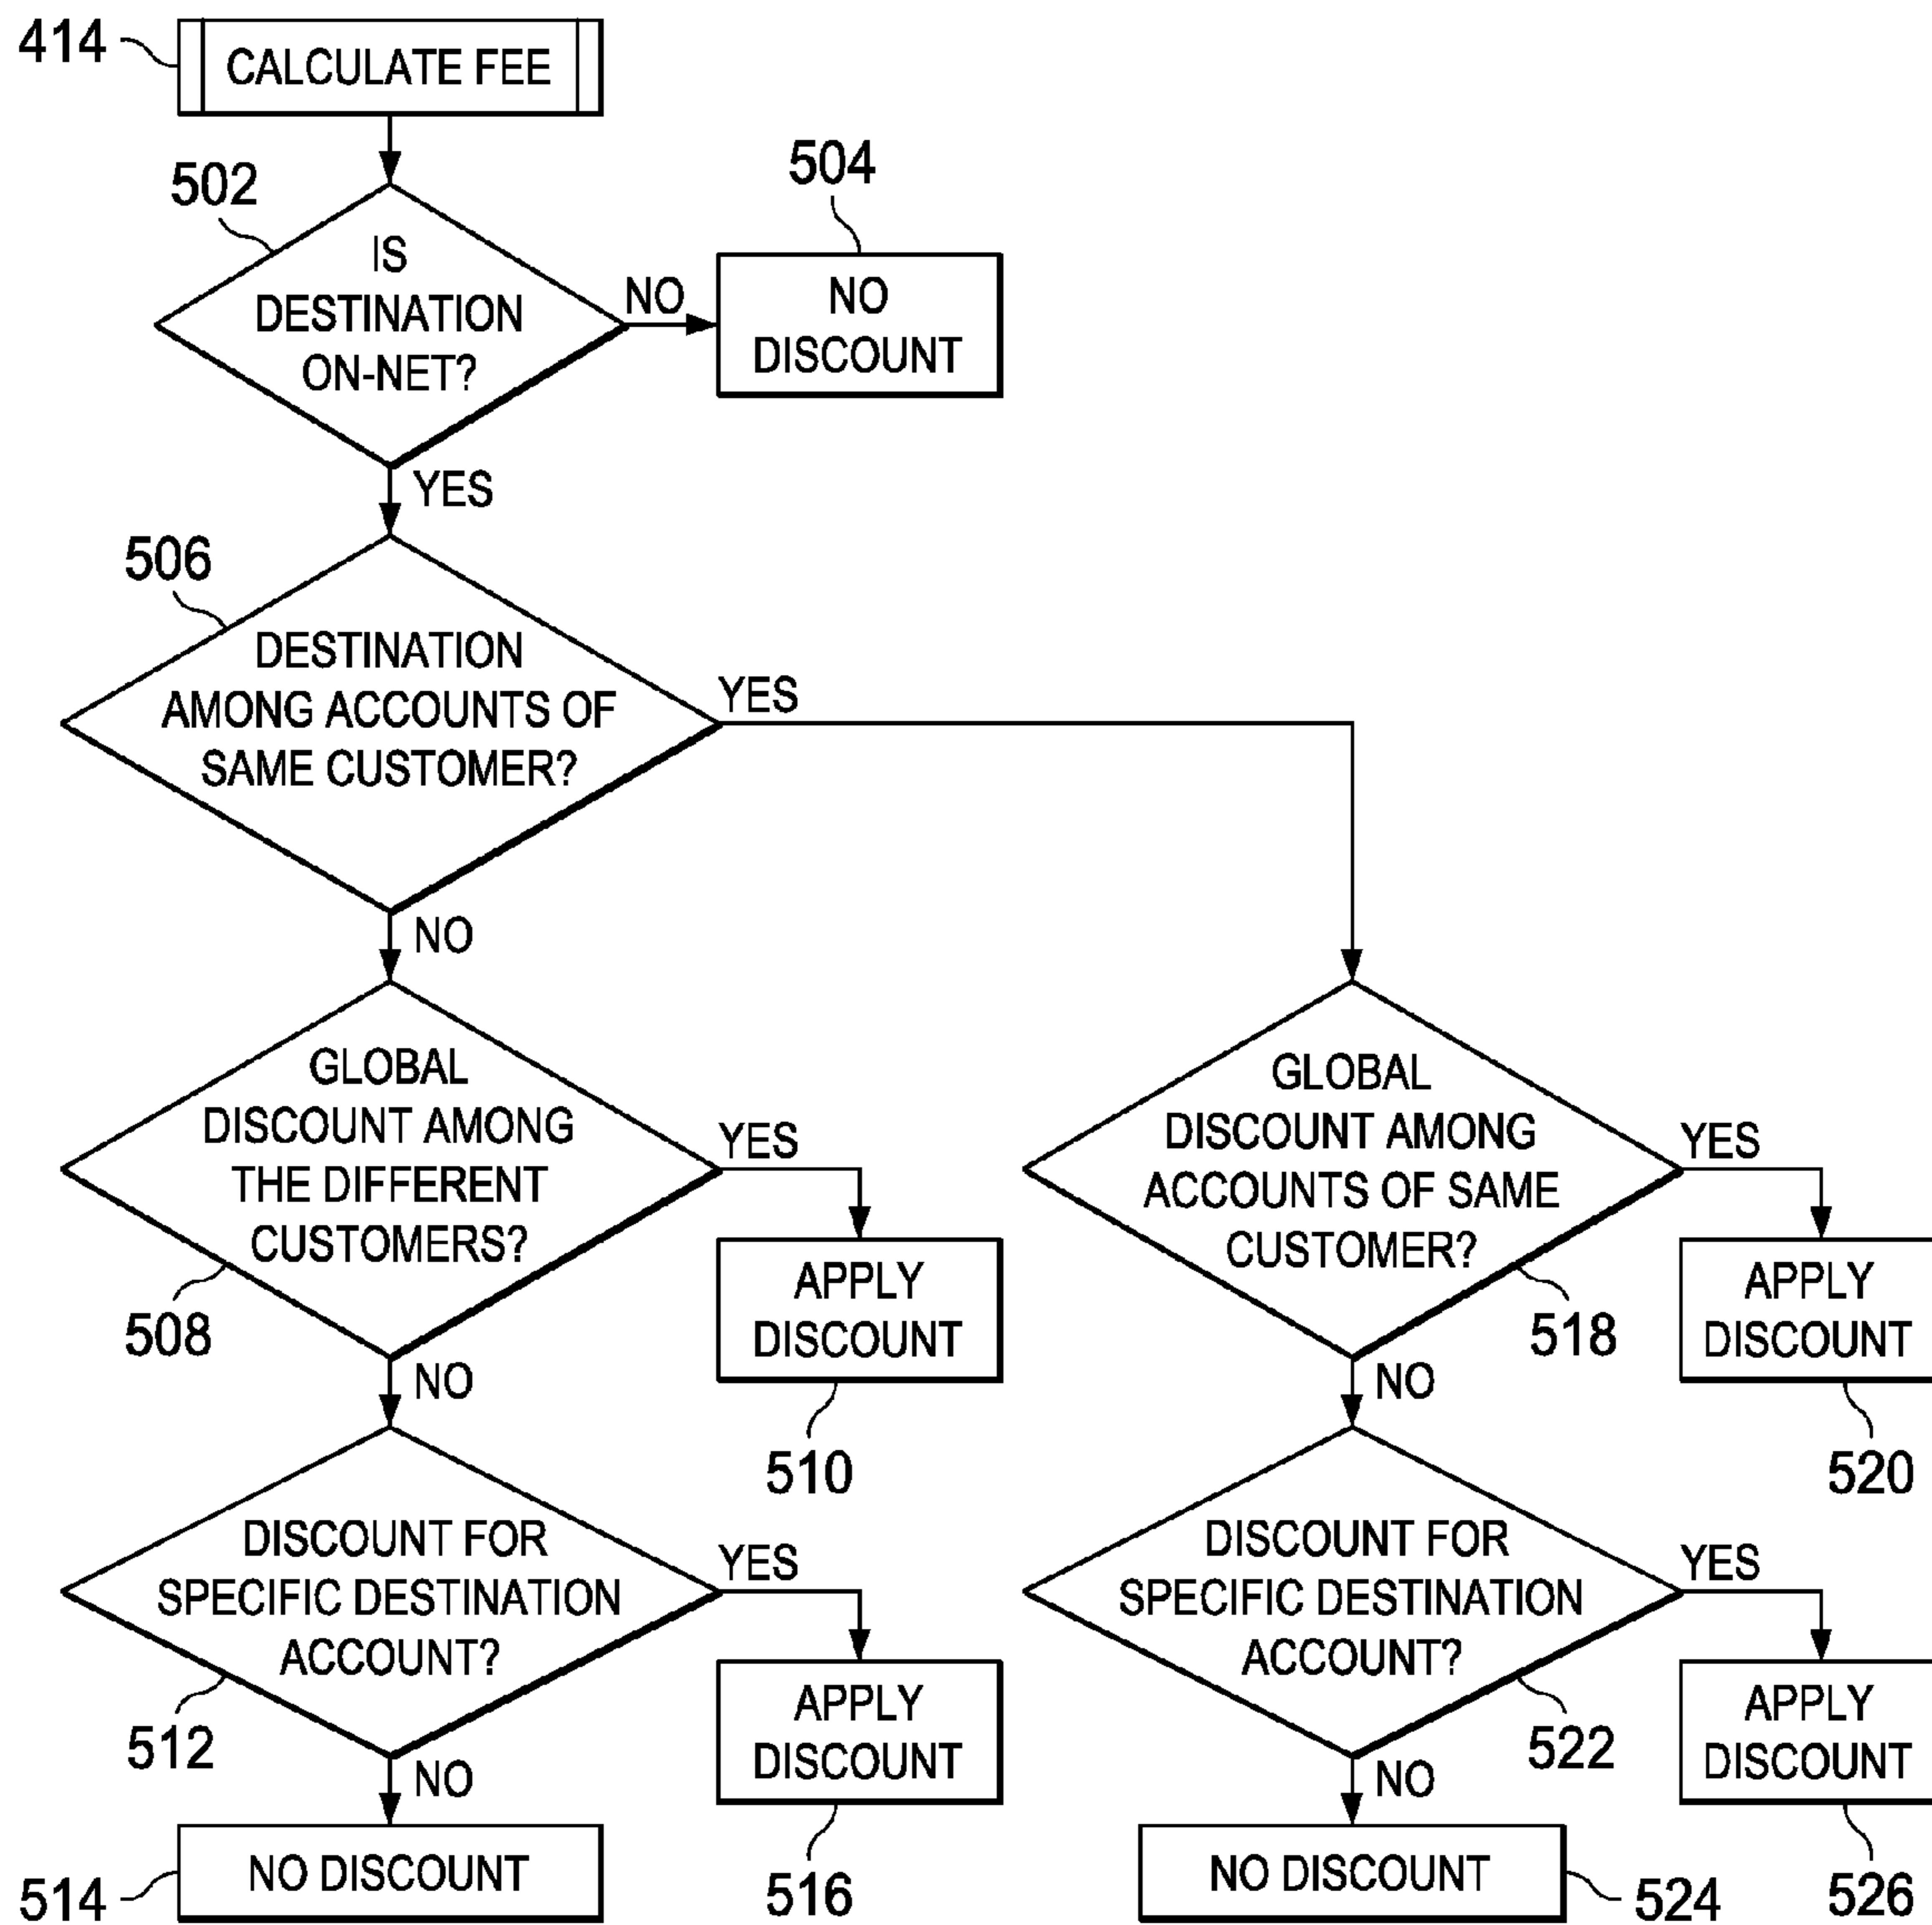 414
CALCULATE FEE
502
IS
DESTINATION
ON-NET?
NO
504
NO
DISCOUNT
YES
506
DESTINATION
AMONG ACCOUNTS OF
SAME CUSTOMER?
YES
NO
GLOBAL
DISCOUNT AMONG
THE DIFFERENT
CUSTOMERS?
508
YES
APPLY
DISCOUNT
510
NO
DISCOUNT FOR
SPECIFIC DESTINATION
ACCOUNT?
512
YES
APPLY
DISCOUNT
516
NO
NO DISCOUNT
514
GLOBAL
DISCOUNT AMONG
ACCOUNTS OF SAME
CUSTOMER?
518
YES
APPLY
DISCOUNT
520
NO
DISCOUNT FOR
SPECIFIC DESTINATION
ACCOUNT?
522
YES
APPLY
DISCOUNT
526
NO
NO DISCOUNT
524